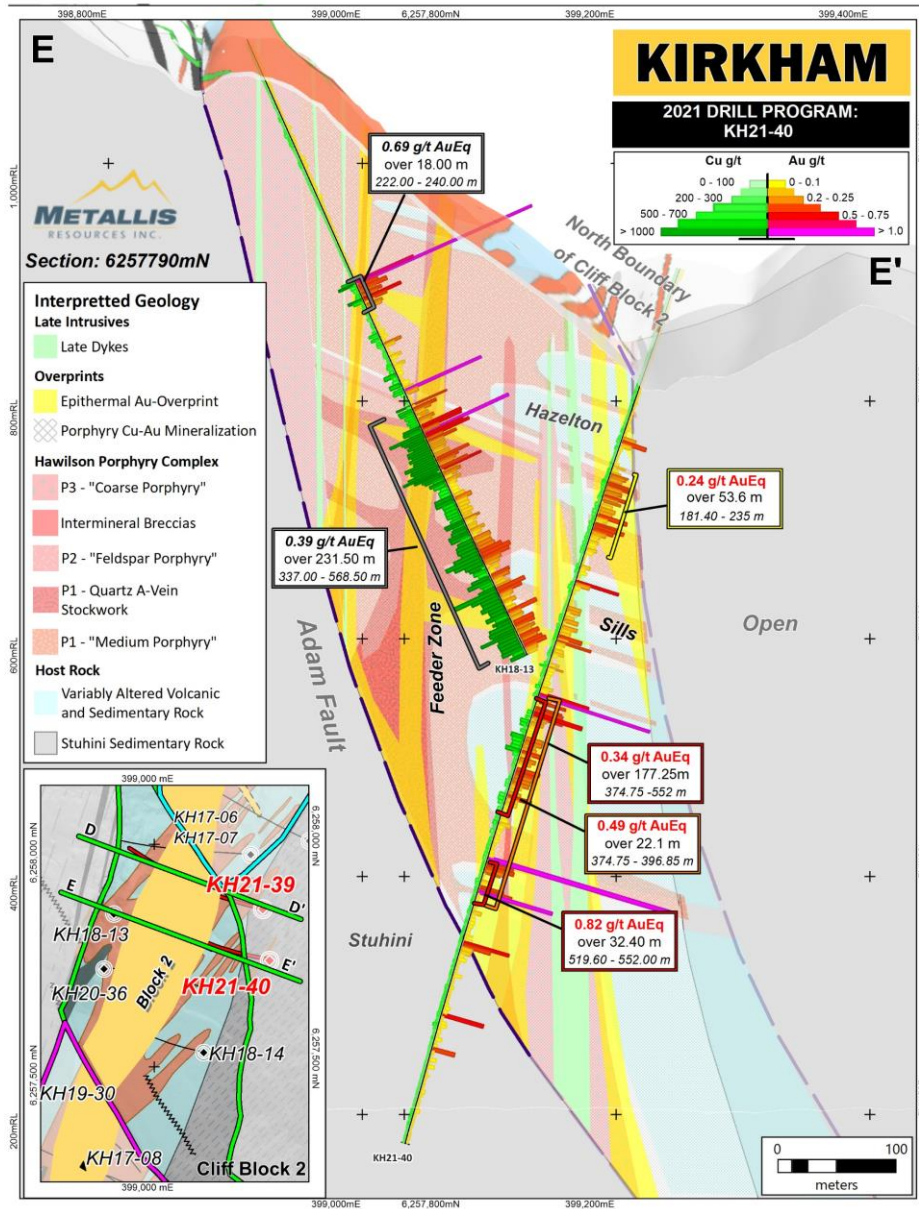 398,800mE
399,000mE
6,257,800mN
399,200mE
399,400mE
E
KIRKHAM
2021 DRILL PROGRAM:
KH21-40
Cu g/t
Au g/t
0 - 100
0 - 0.1
200 - 300
0.2 - 0.25
500 - 700
0.5 - 0.75
> 1000
> 1.0
E'
1,000mRL
800mRL
600mRL
400mRL
200mRL
METALLIS
RESOURCES INC.
Section: 6257790mN
Interpretted Geology
Late Intrusives
Late Dykes
Overprints
Epithermal Au-Overprint
Porphyry Cu-Au Mineralization
Hawilson Porphyry Complex
P3 - "Coarse Porphyry"
Intermineral Breccias
P2 - "Feldspar Porphyry"
P1 - Quartz A-Vein
Stockwork
P1 - "Medium Porphyry"
Host Rock
Variably Altered Volcanic
and Sedimentary Rock
Stuhini Sedimentary Rock
0.69 g/t AuEq
over 18.00 m
222.00 - 240.00 m
North Boundary
of Cliff Block 2
Hazelton
0.24 g/t AuEq
over 53.6 m
181.40 - 235 m
0.39 g/t AuEq
over 231.50 m
337.00 - 568.50 m
Adam Fault
Feeder Zone
KH18-13
Sills
Open
0.34 g/t AuEq
over 177.25m
374.75 -552 m
0.49 g/t AuEq
over 22.1 m
374.75 - 396.85 m
0.82 g/t AuEq
over 32.40 m
519.60 - 552.00 m
Stuhini
KH21-40
399,000 mE
6,258,000 mN
6,258,000 mN
KH17-06
KH17-07
D
E
KH21-39
D'
KH18-13
E'
KH20-36
Block 2
KH21-40
KH18-14
6,257,500 mN
6,257,500 mN
KH19-30
KH17-08
Cliff Block 2
399,000 mE
0
100
meters
399,000mE
6,257,800mN
399,200mE
399,400mE